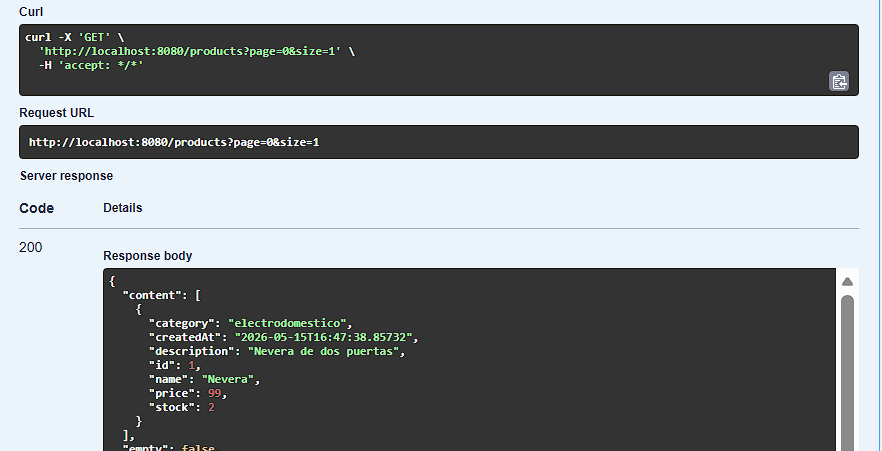 Curl
curl -X 'GET' \
  'http://localhost:8080/products?page=0&size=1' \
  -H 'accept: */*'
Request URL
http://localhost:8080/products?page=0&size=1
Server response
Code Details
200
Response body
{
  "content": [
    {
      "category": "electrodomestico",
      "createdAt": "2026-05-15T16:47:38.85732",
      "description": "Nevera de dos puertas",
      "id": 1,
      "name": "Nevera",
      "price": 99,
      "stock": 2
    }
  ],
  "empty": false